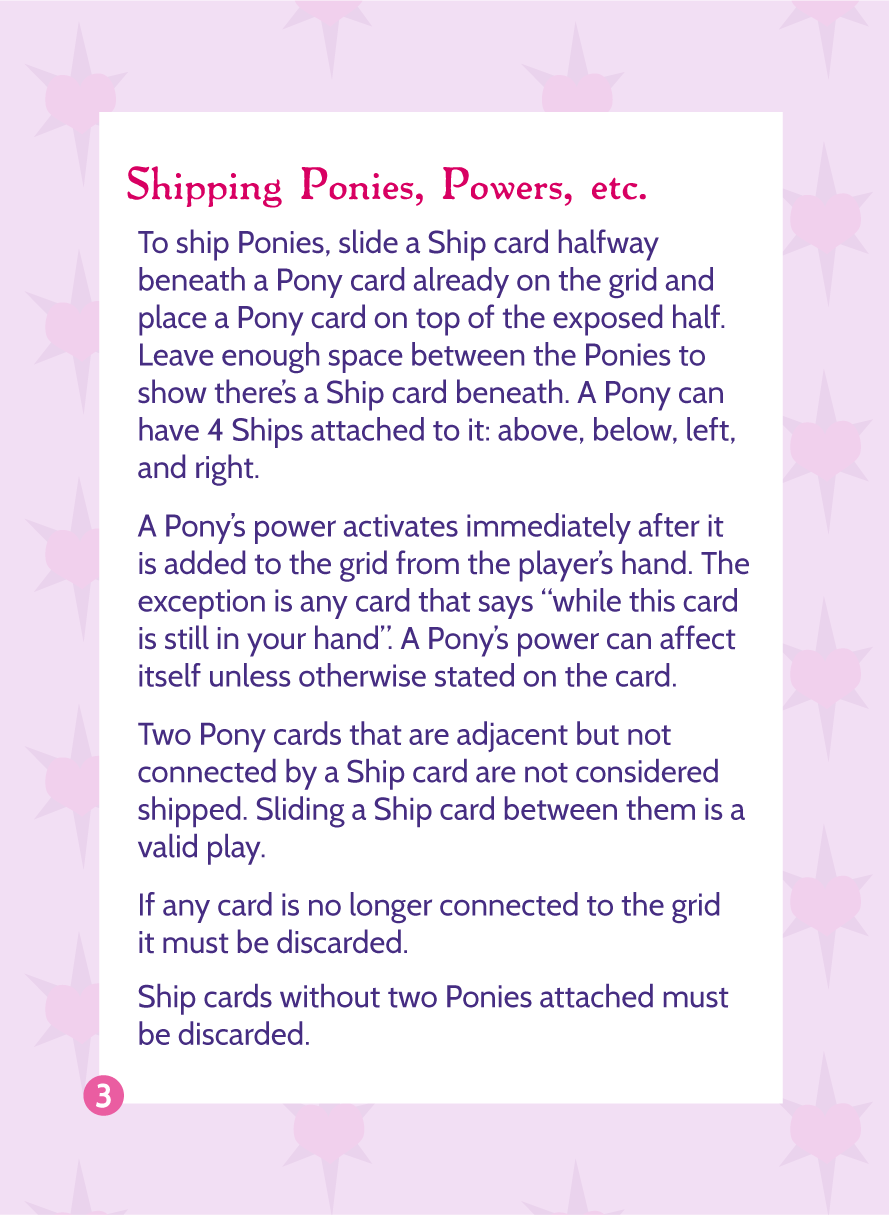 Shipping Ponies, Powers, etc.
To ship Ponies, slide a Ship card halfway
beneath a Pony card already on the grid and
place a Pony card on top of the exposed half.
Leave enough space between the Ponies to
show there’s a Ship card beneath. A Pony can
have 4 Ships attached to it: above, below, left,
and right.
A Pony’s power activates immediately after it
is added to the grid from the player’s hand. The
exception is any card that says “while this card
is still in your hand”. A Pony’s power can affect
itself unless otherwise stated on the card.
Two Pony cards that are adjacent but not
connected by a Ship card are not considered
shipped. Sliding a Ship card between them is a
valid play.
If any card is no longer connected to the grid
it must be discarded.
Ship cards without two Ponies attached must
be discarded.
3